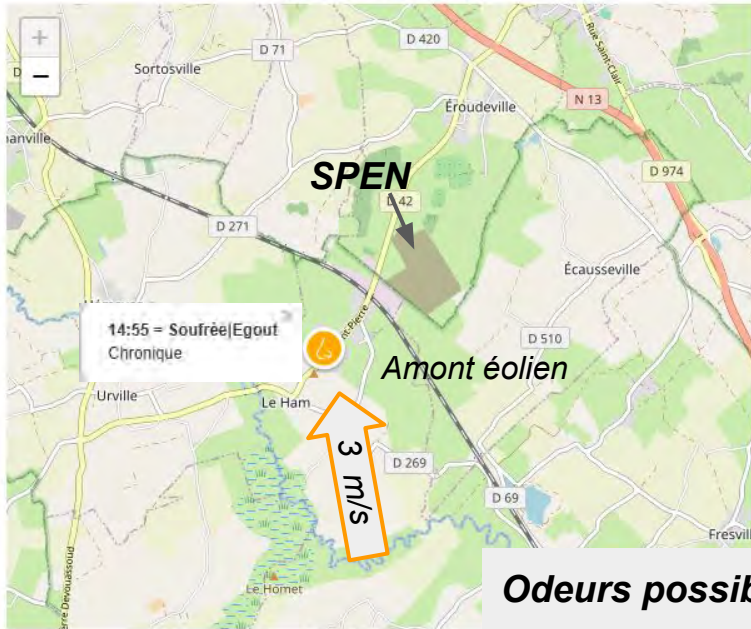 +
−
D 71
D 420
Rue Saint-Clair
Sortosville
Éroudeville
N 13
SPEN
D 42
D 974
D 271
Écausseville
14:55 = Soufrée|Egout
Chronique
D 510
Amont éolien
Urville
Le Ham
3 m/s
D 269
D 69
Fresvill
Le Homet
Odeurs possib